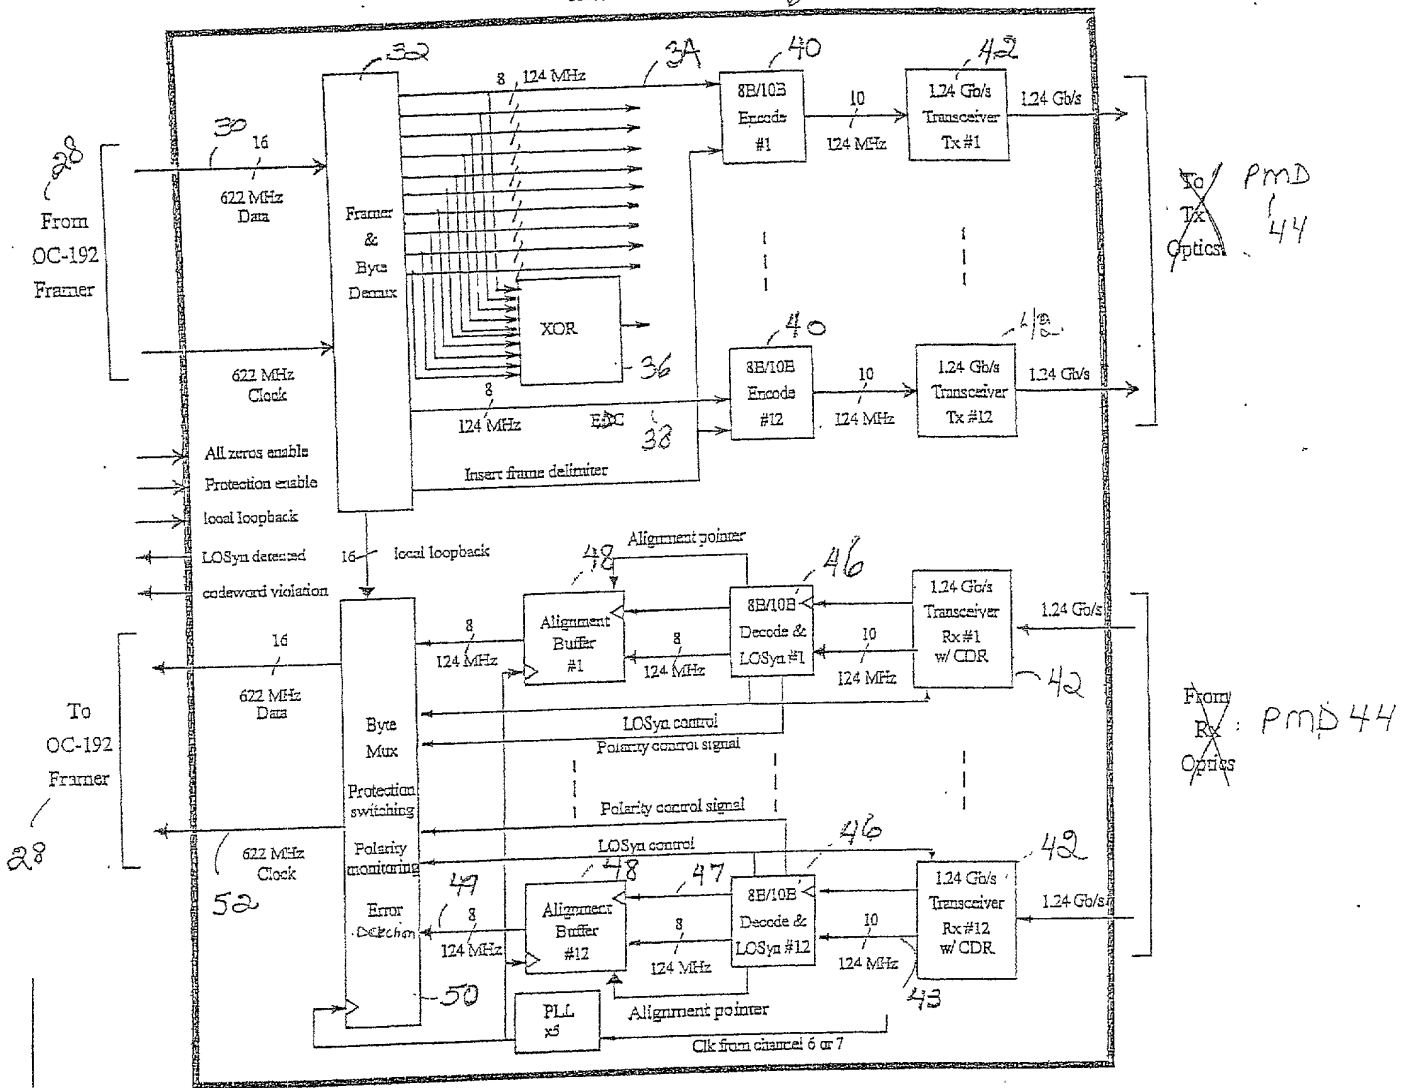 32
8 124 MHz
34
40
42
8B/10B
Encode
#1
10
124 MHz
1.24 Gb/s
Transceiver
Tx #1
1.24 Gb/s
28
From
OC-192
Framer
30
16
622 MHz
Data
Framer
&
Byte
Demux
To
Tx
Optics
PMD
44
XOR
36
40
42
8B/10B
Encode
#12
10
124 MHz
1.24 Gb/s
Transceiver
Tx #12
1.24 Gb/s
622 MHz
Clock
8
124 MHz
EDC
38
Insert frame delimiter
All zeros enable
Protection enable
local loopback
LOSyn detected
codeword violation
16
local loopback
Alignment pointer
48
46
Alignment
Buffer
#1
8B/10B
Decode &
LOSyn #1
1.24 Gb/s
Transceiver
Rx #1
w/ CDR
1.24 Gb/s
8
124 MHz
8
124 MHz
10
124 MHz
42
16
622 MHz
Data
To
OC-192
Framer
28
Byte
Mux
Protection
switching
Polarity
monitoring
Error
Detection
LOSyn control
Polarity control signal
From
Rx
Optics
: PMD 44
Polarity control signal
LOSyn control
622 MHz
Clock
52
48
47
46
42
49
8
124 MHz
Alignment
Buffer
#12
8
124 MHz
8B/10B
Decode &
LOSyn #12
10
124 MHz
43
1.24 Gb/s
Transceiver
Rx #12
w/ CDR
1.24 Gb/s
50
PLL
x5
Alignment pointer
Clk from channel 6 or 7